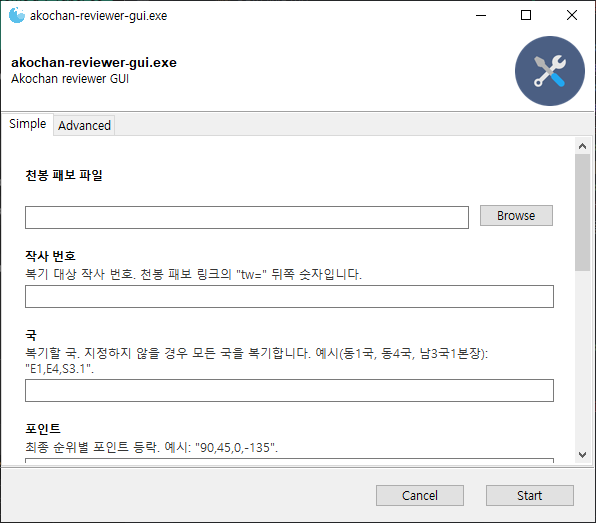 akochan-reviewer-gui.exe
akochan-reviewer-gui.exe
Akochan reviewer GUI
Simple
Advanced
천봉 패보 파일
Browse
작사 번호
복기 대상 작사 번호. 천봉 패보 링크의 "tw=" 뒤쪽 숫자입니다.
국
복기할 국. 지정하지 않을 경우 모든 국을 복기합니다. 예시(동1국, 동4국, 남3국1본장):
"E1,E4,S3.1".
포인트
최종 순위별 포인트 등락. 예시: "90,45,0,-135".
Cancel
Start